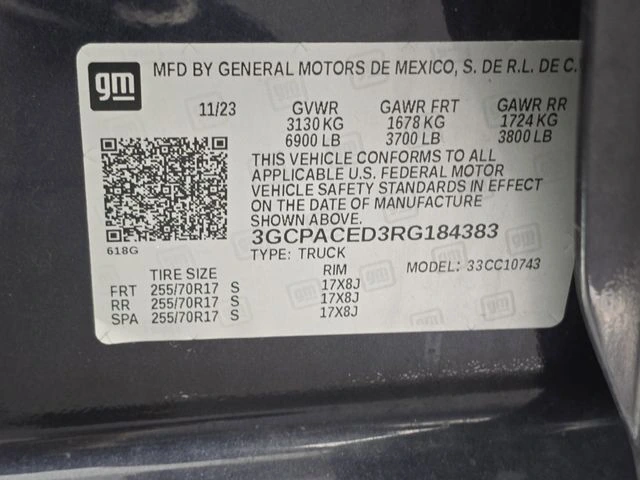 gm
MFD BY GENERAL MOTORS DE MEXICO, S. DE R.L. DE C.
11/23 GVWR GAWR FRT GAWR RR
3130 KG 1678 KG 1724 KG
6900 LB 3700 LB 3800 LB
THIS VEHICLE CONFORMS TO ALL
APPLICABLE U.S. FEDERAL MOTOR
VEHICLE SAFETY STANDARDS IN EFFECT
ON THE DATE OF MANUFACTURE
SHOWN ABOVE.
3GCPACED3RG184383
618G
TYPE: TRUCK MODEL: 33CC10743
TIRE SIZE RIM
FRT 255/70R17 S 17X8J
RR 255/70R17 S 17X8J
SPA 255/70R17 S 17X8J